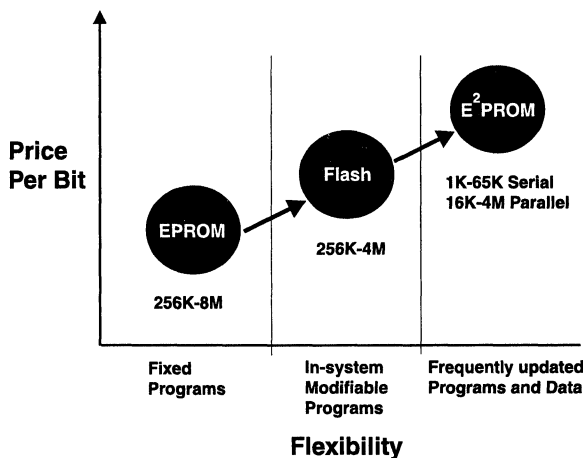 Price
Per Bit
EPROM
256K-8M
Flash
256K-4M
E²PROM
1K-65K Serial
16K-4M Parallel
Fixed
Programs
In-system
Modifiable
Programs
Frequently updated
Programs and Data
Flexibility